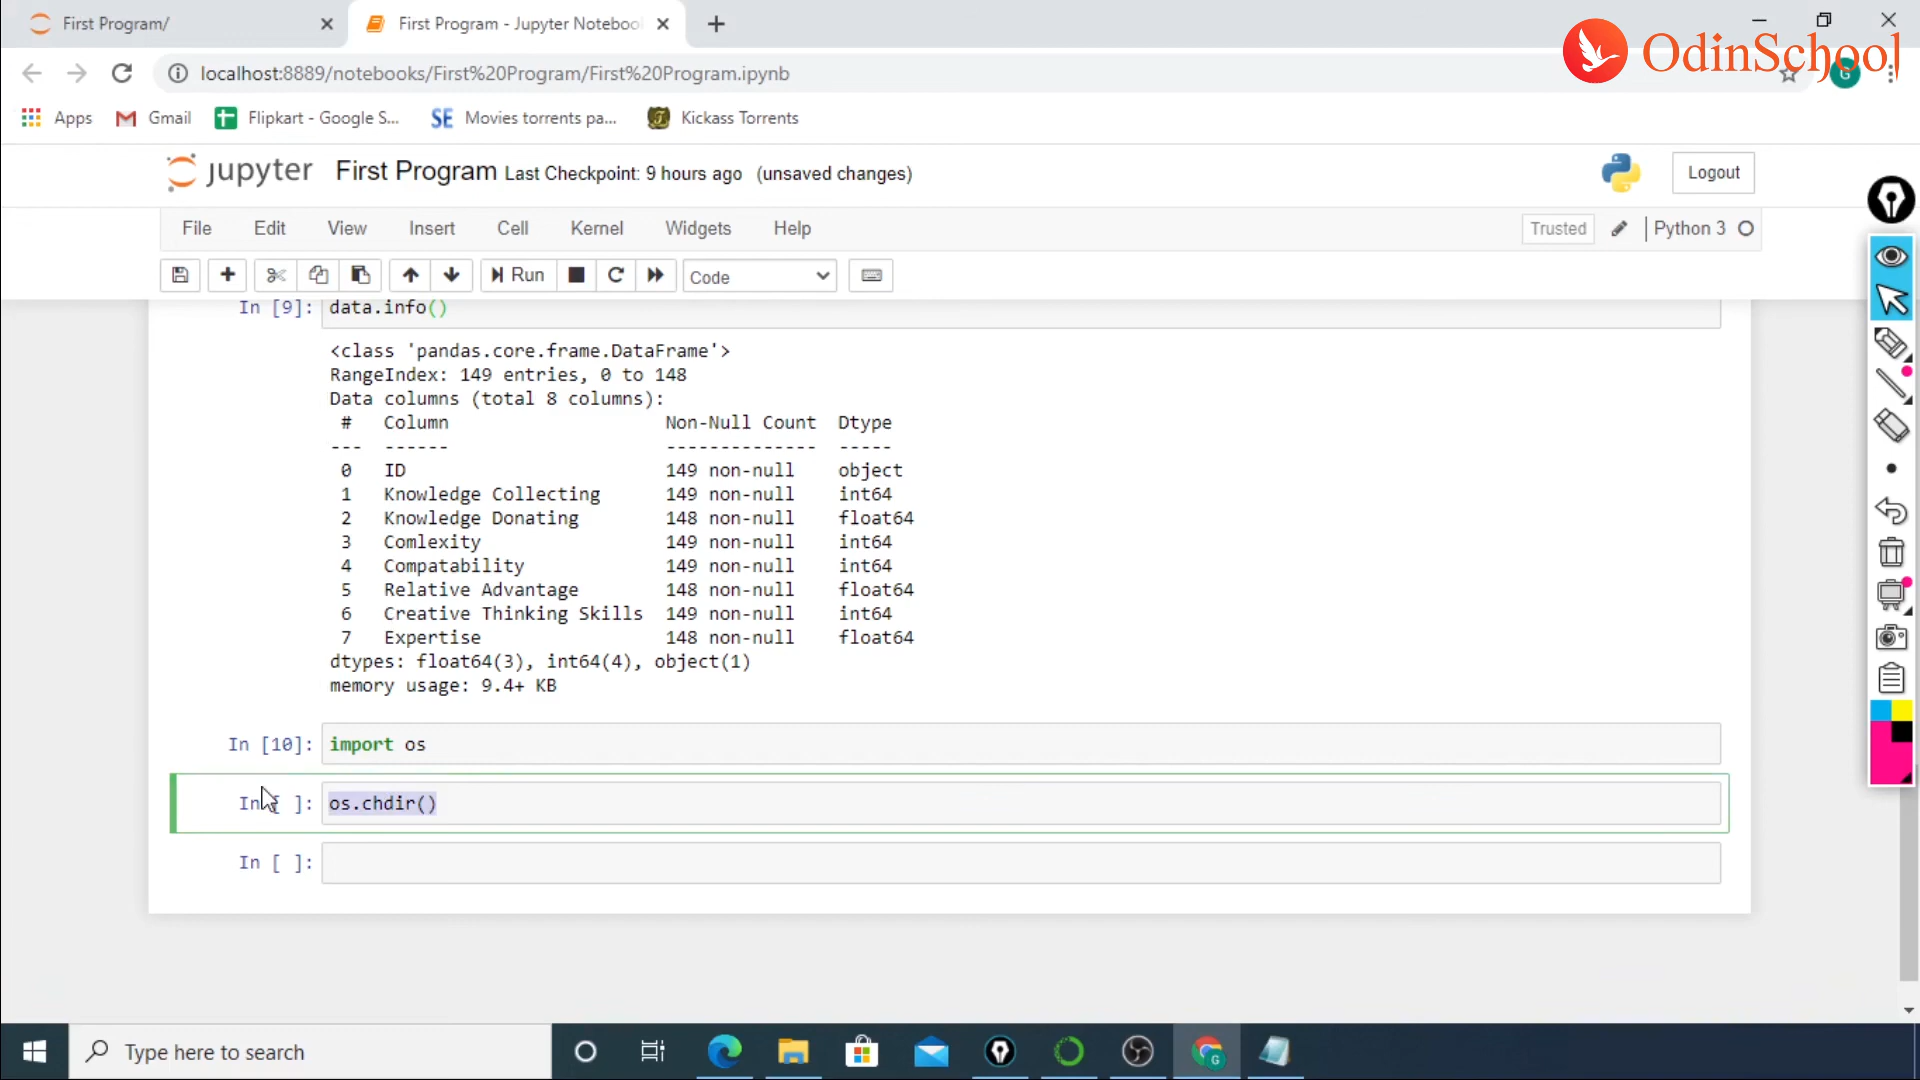 First Program/
First Program - Jupyter Notebook
OdinSchool
localhost:8889/notebooks/First%20Program/First%20Program.ipynb
G
Apps
Gmail
Flipkart - Google S...
SE Movies torrents pa...
Kickass Torrents
jupyter First Program Last Checkpoint: 9 hours ago (unsaved changes)
Logout
File Edit View Insert Cell Kernel Widgets Help
Trusted Python 3
Run Code
In [9]: data.info()
<class 'pandas.core.frame.DataFrame'>
RangeIndex: 149 entries, 0 to 148
Data columns (total 8 columns):
# Column Non-Null Count Dtype
--- ------ -------------- -----
0 ID 149 non-null object
1 Knowledge Collecting 149 non-null int64
2 Knowledge Donating 148 non-null float64
3 Comlexity 149 non-null int64
4 Compatability 149 non-null int64
5 Relative Advantage 148 non-null float64
6 Creative Thinking Skills 149 non-null int64
7 Expertise 148 non-null float64
dtypes: float64(3), int64(4), object(1)
memory usage: 9.4+ KB
In [10]: import os
In [ ]: os.chdir()
In [ ]:
Type here to search
G